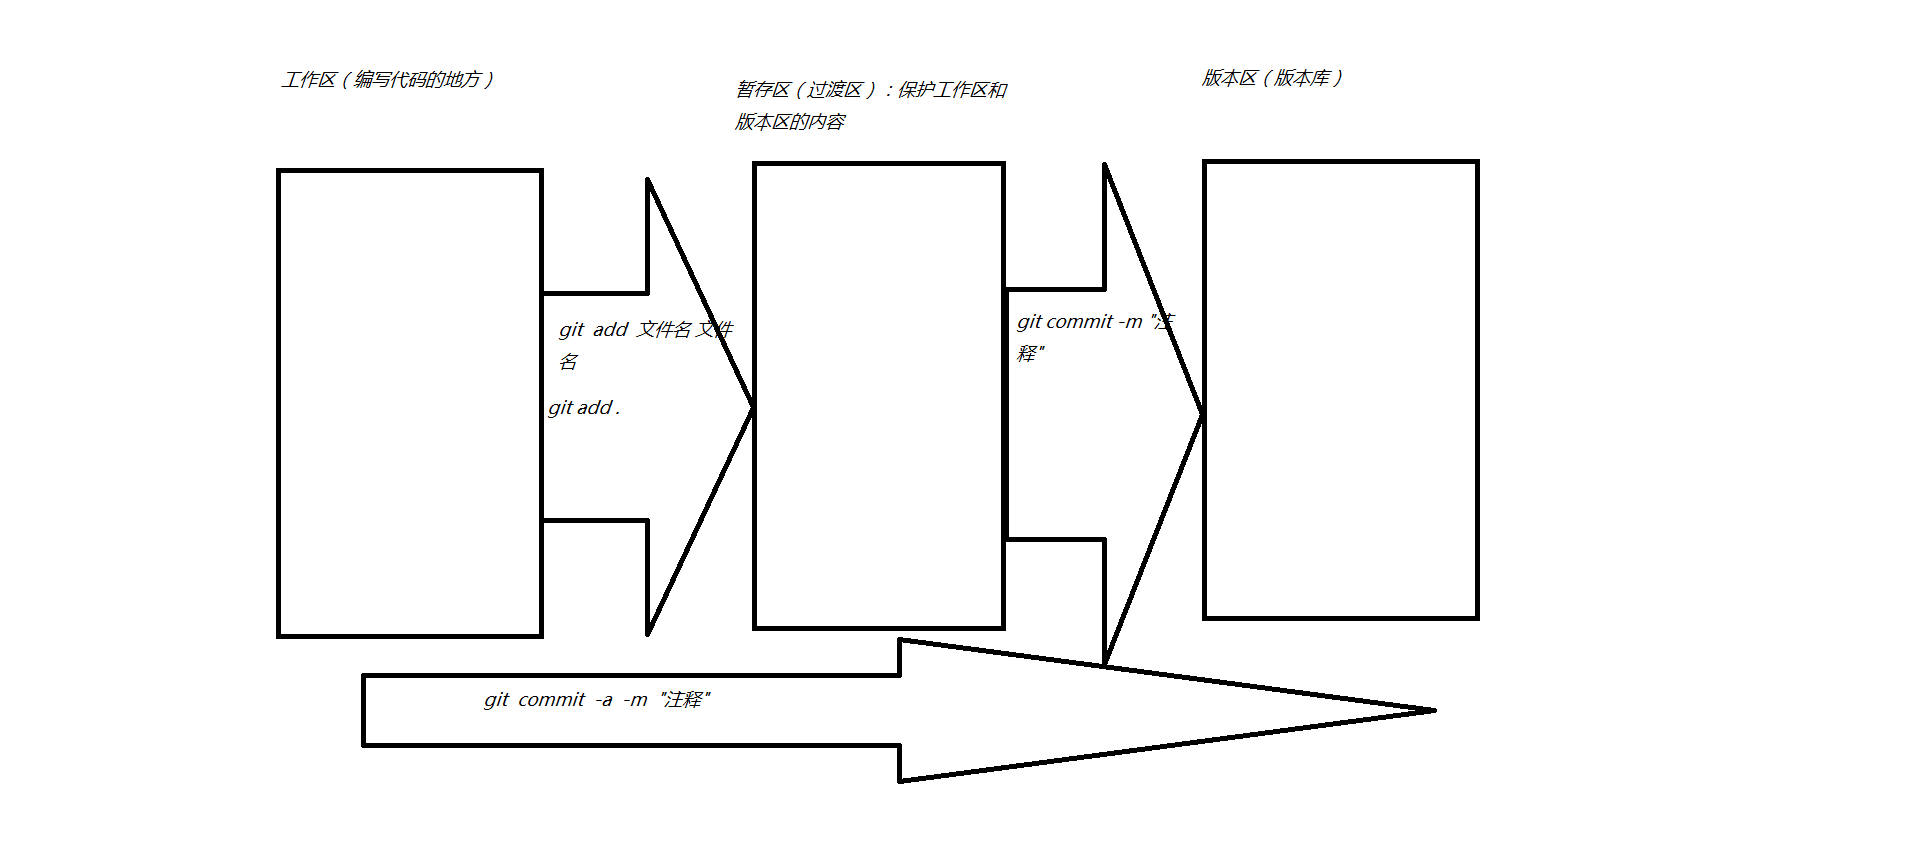 工作区（编写代码的地方）
暂存区（过渡区）：保护工作区和
版本区的内容
版本区（版本库）
git  add  文件名 文件
名
git add .
git commit -m "注
释"
git  commit  -a  -m  "注释"